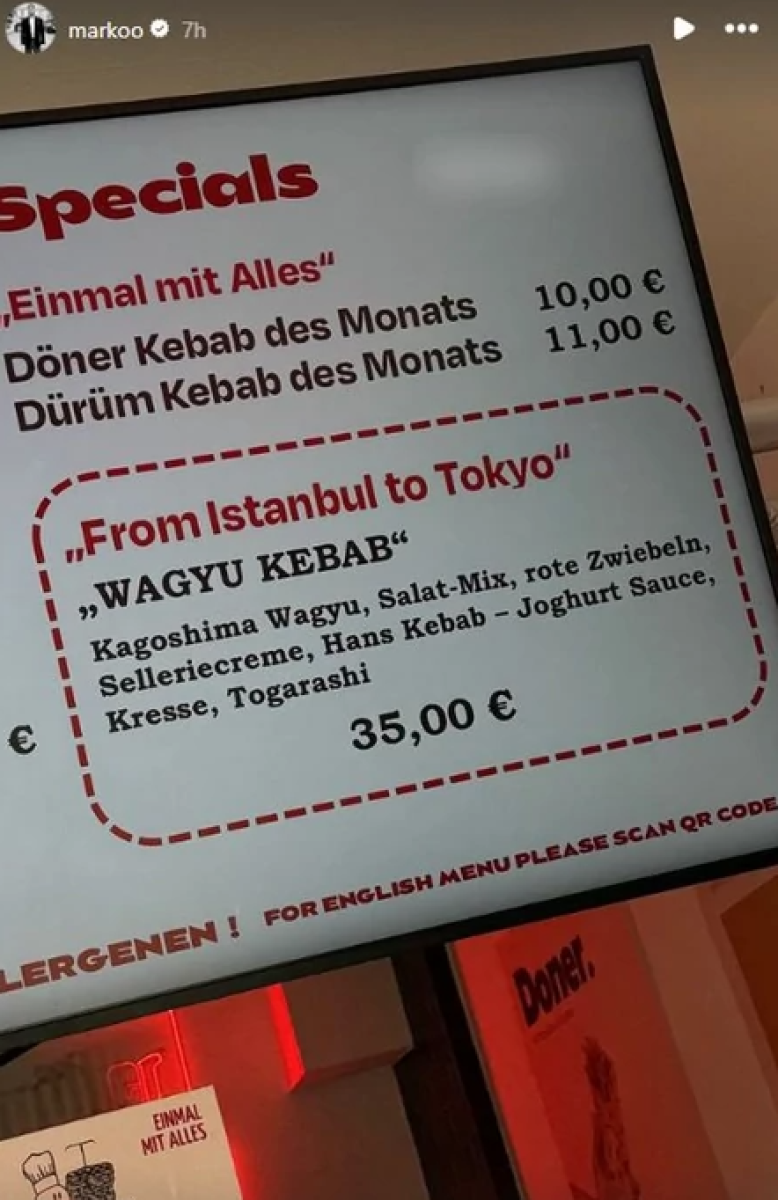 markoo 7h
Specials
„Einmal mit Alles“
Döner Kebab des Monats 10,00 €
Dürüm Kebab des Monats 11,00 €
„From Istanbul to Tokyo“
„WAGYU KEBAB“
Kagoshima Wagyu, Salat-Mix, rote Zwiebeln,
Selleriecreme, Hans Kebab – Joghurt Sauce,
Kresse, Togarashi
€
35,00 €
LERGENEN ! FOR ENGLISH MENU PLEASE SCAN QR CODE
Doner.
EINMAL
MIT ALLES